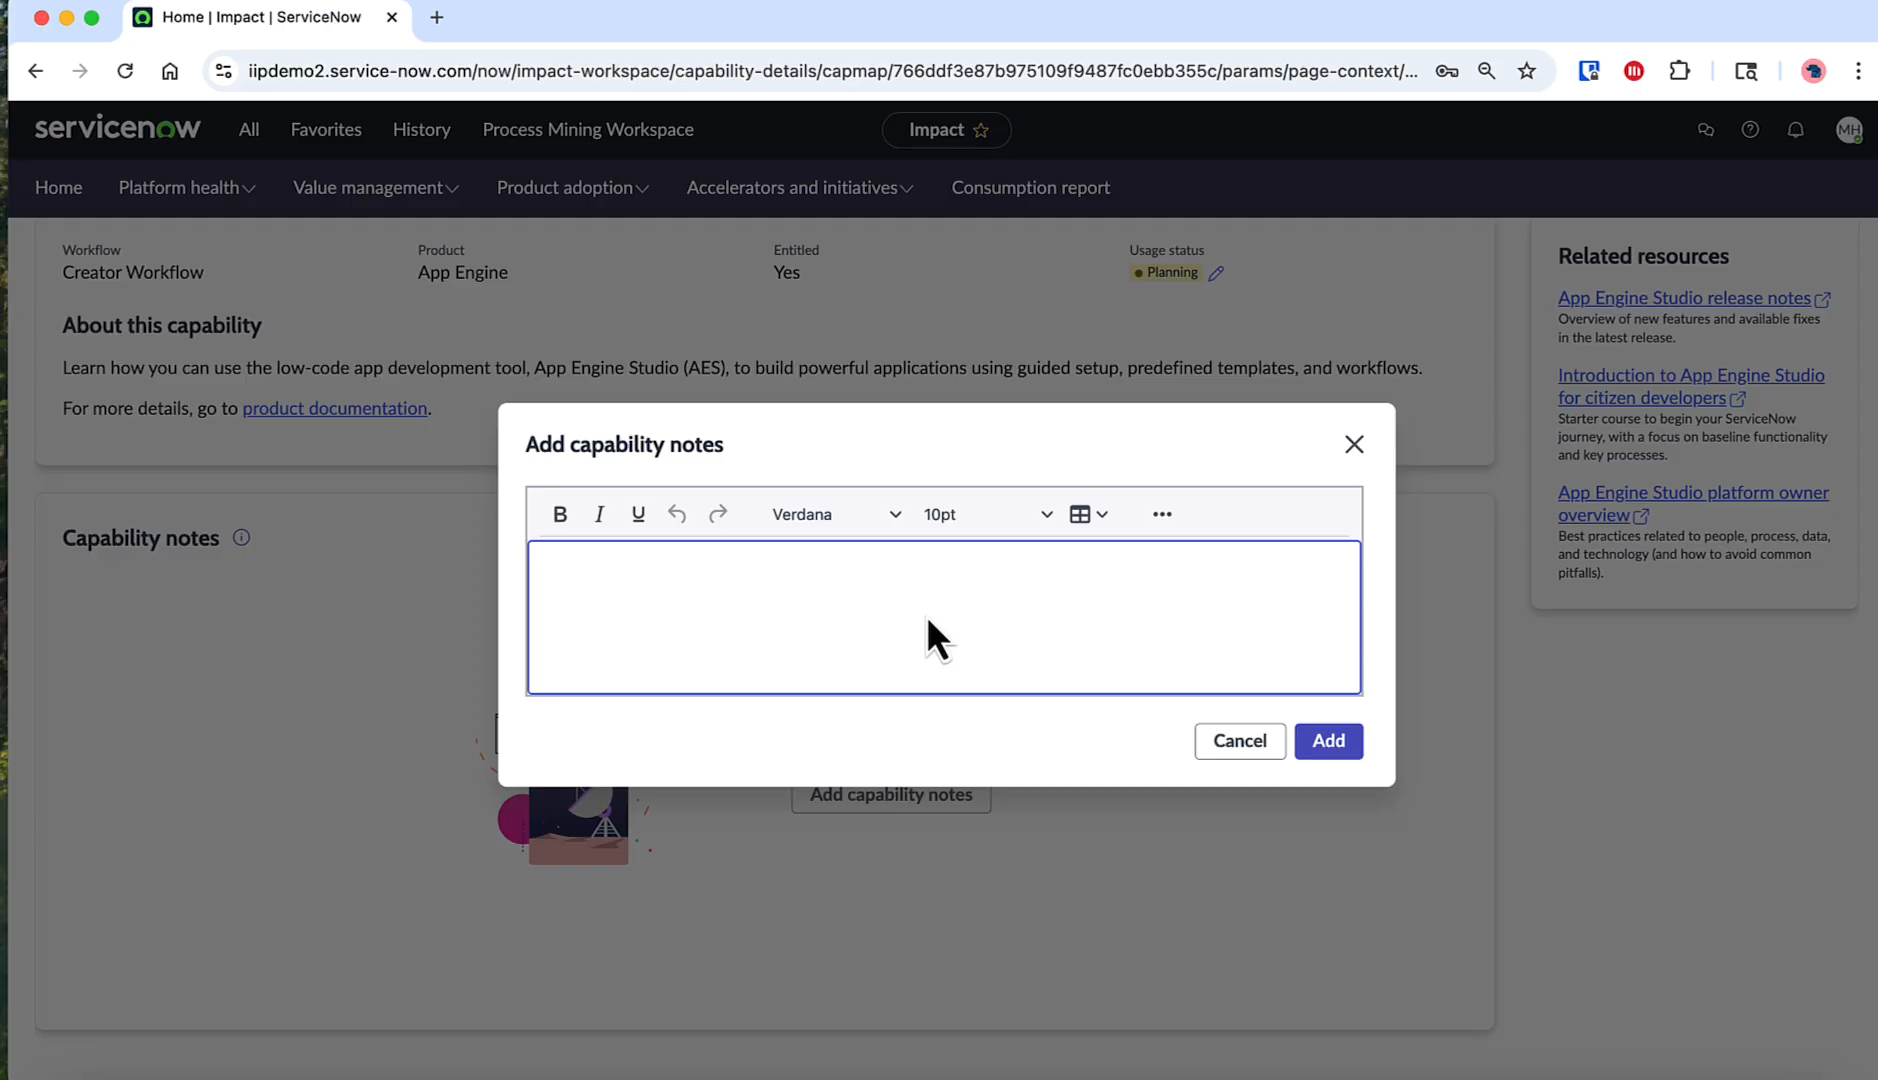 Home | Impact | ServiceNow
iipdemo2.service-now.com/now/impact-workspace/capability-details/capmap/766ddf3e87b975109f9487fc0ebb355c/params/page-context/...
servicenow All Favorites History Process Mining Workspace Impact MH
Home Platform health Value management Product adoption Accelerators and initiatives Consumption report
Workflow Product Entitled Usage status
Creator Workflow App Engine Yes Planning
About this capability
Learn how you can use the low-code app development tool, App Engine Studio (AES), to build powerful applications using guided setup, predefined templates, and workflows.
For more details, go to product documentation.
Related resources
App Engine Studio release notes
Overview of new features and available fixes
in the latest release.
Introduction to App Engine Studio
for citizen developers
Starter course to begin your ServiceNow
journey, with a focus on baseline functionality
and key processes.
App Engine Studio platform owner
overview
Best practices related to people, process, data,
and technology (and how to avoid common
pitfalls).
Capability notes
Add capability notes
B I U Verdana 10pt
Cancel Add
Add capability notes